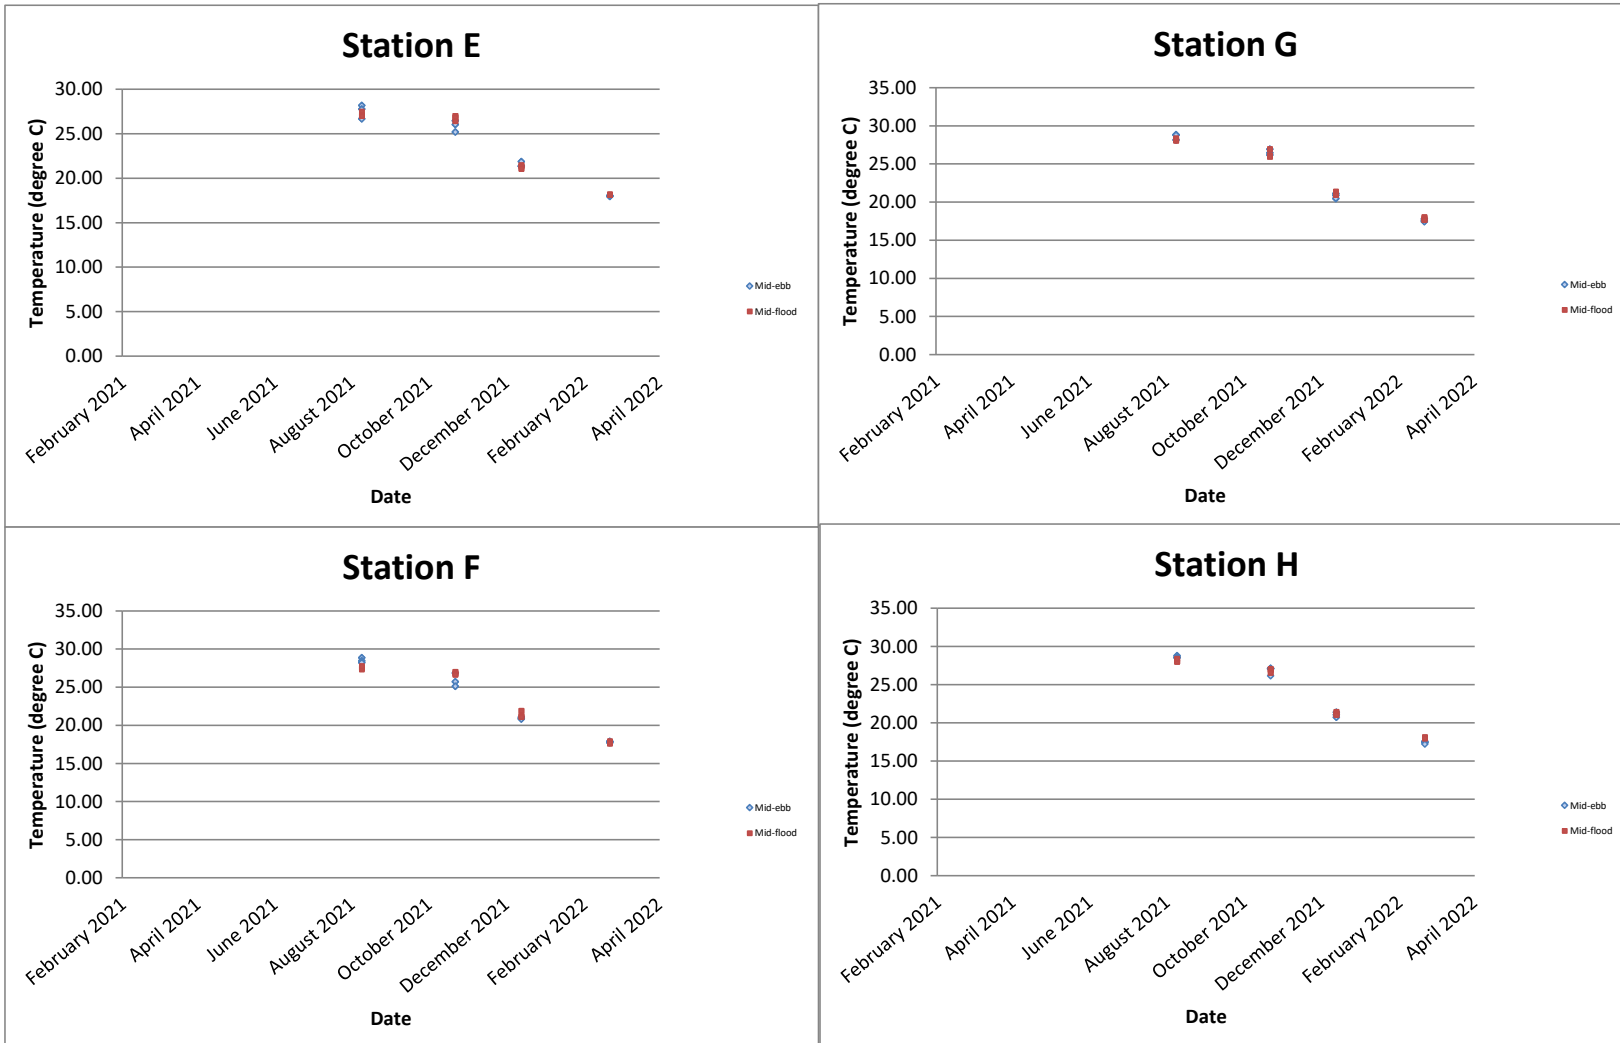 Station E
30.00
25.00
20.00
15.00
10.00
5.00
0.00
Temperature (degree C)
February 2021
April 2021
June 2021
August 2021
October 2021
December 2021
February 2022
April 2022
Date
Mid-ebb
Mid-flood
Station G
35.00
30.00
25.00
20.00
15.00
10.00
5.00
0.00
Temperature (degree C)
February 2021
April 2021
June 2021
August 2021
October 2021
December 2021
February 2022
April 2022
Date
Mid-ebb
Mid-flood
Station F
35.00
30.00
25.00
20.00
15.00
10.00
5.00
0.00
Temperature (degree C)
February 2021
April 2021
June 2021
August 2021
October 2021
December 2021
February 2022
April 2022
Date
Mid-ebb
Mid-flood
Station H
35.00
30.00
25.00
20.00
15.00
10.00
5.00
0.00
Temperature (degree C)
February 2021
April 2021
June 2021
August 2021
October 2021
December 2021
February 2022
April 2022
Date
Mid-ebb
Mid-flood